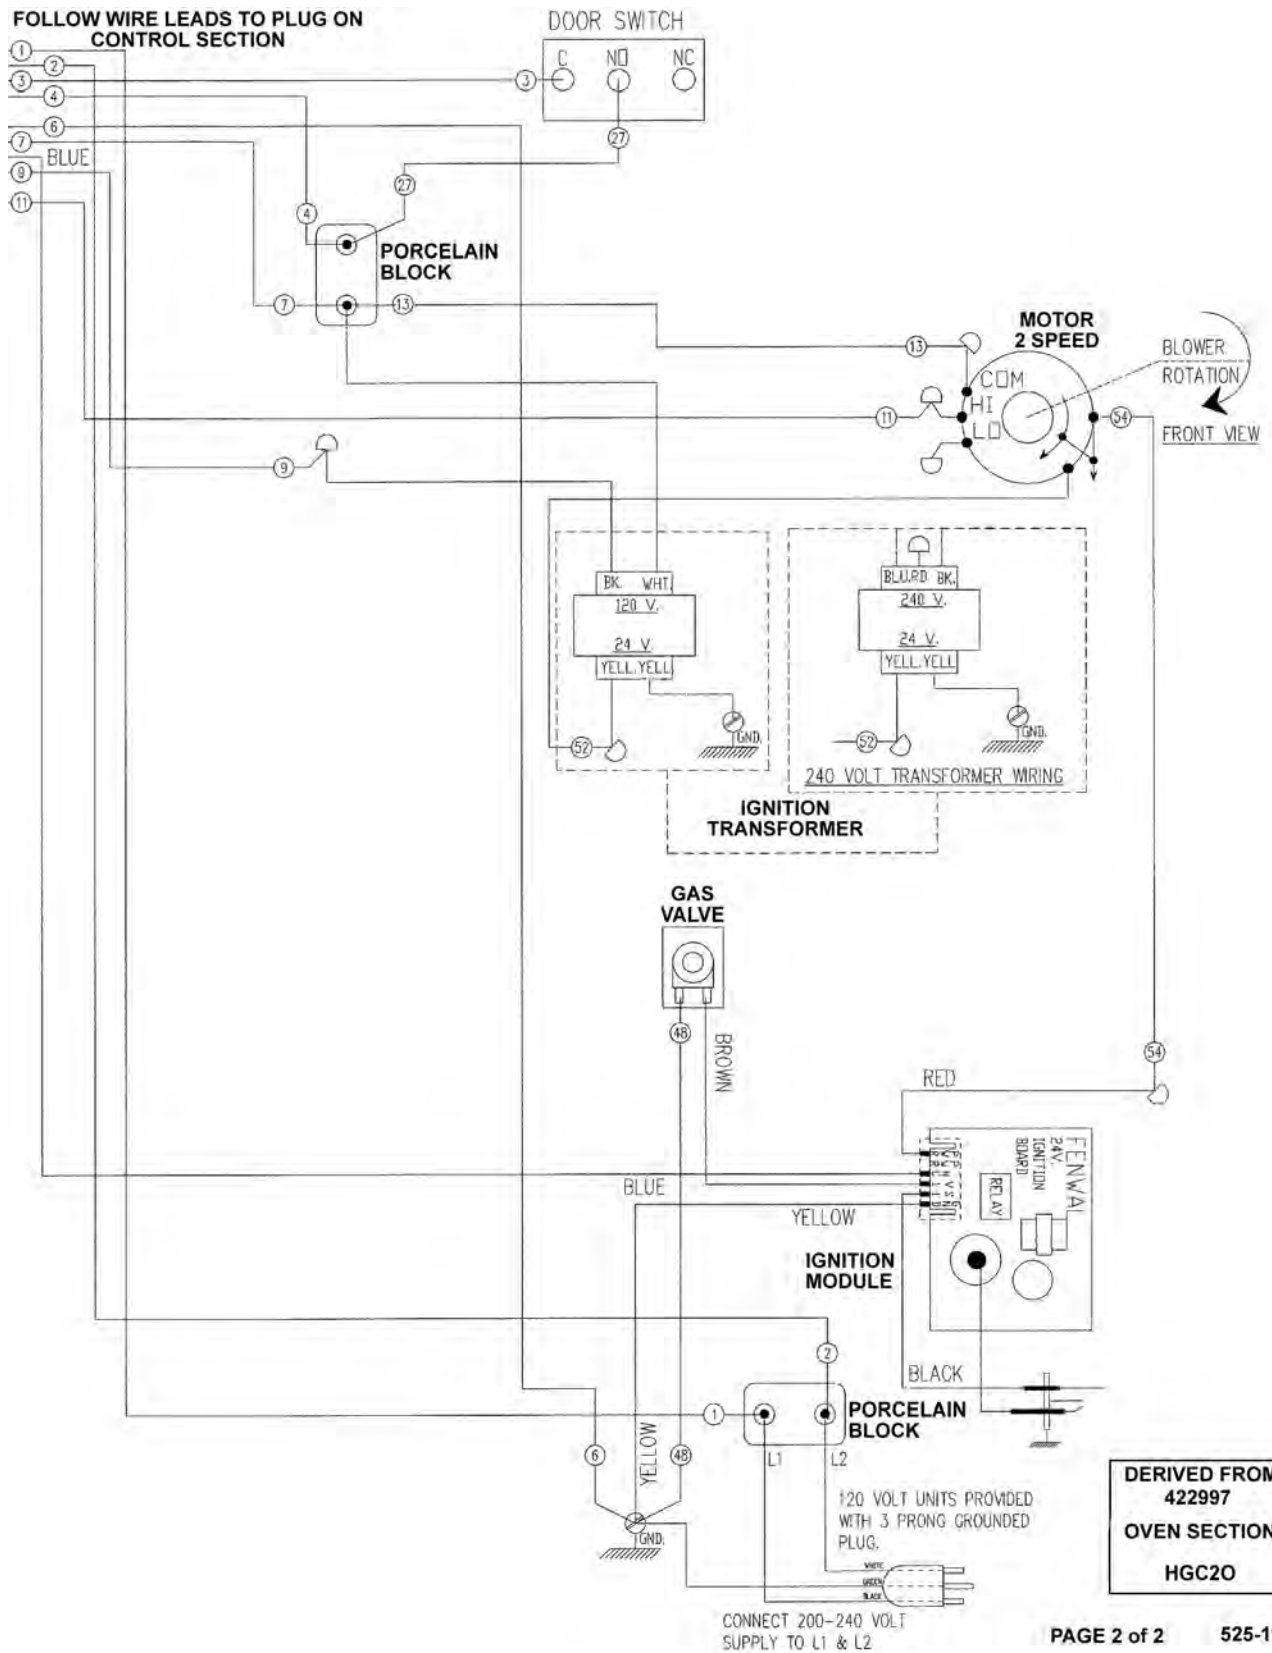 FOLLOW WIRE LEADS TO PLUG ON
CONTROL SECTION
DOOR SWITCH
C NO NC
1
2
3
3
4
6
7
BLUE
9
11
27
27
4
PORCELAIN
BLOCK
7
13
MOTOR
2 SPEED
13
COM
HI
LO
11
54
BLOWER
ROTATION
FRONT VIEW
9
BK. WHT.
120 V.
24 V.
YELL. YELL
52
GND.
BLU.RD BK.
240 V.
24 V.
YELL. YELL
52
GND.
240 VOLT TRANSFORMER WIRING
IGNITION
TRANSFORMER
GAS
VALVE
48
BROWN
54
RED
FENWAL
24V.
IGNITION
BOARD
RELAY
BLUE
YELLOW
IGNITION
MODULE
2
BLACK
1
PORCELAIN
BLOCK
L1 L2
6
YELLOW
48
GND.
120 VOLT UNITS PROVIDED
WITH 3 PRONG GROUNDED
PLUG.
WHITE
GREEN
BLACK
CONNECT 200-240 VOLT
SUPPLY TO L1 & L2
DERIVED FROM
422997
OVEN SECTION
HGC2O
PAGE 2 of 2 525-1